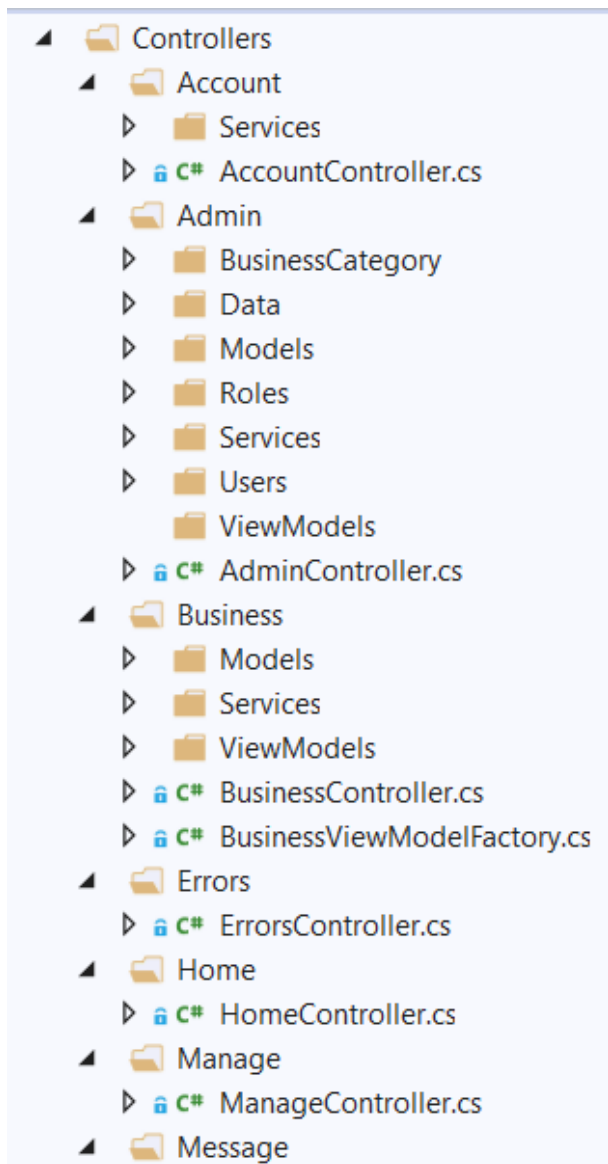 Controllers
Account
Services
C# AccountController.cs
Admin
BusinessCategory
Data
Models
Roles
Services
Users
ViewModels
C# AdminController.cs
Business
Models
Services
ViewModels
C# BusinessController.cs
C# BusinessViewModelFactory.cs
Errors
C# ErrorsController.cs
Home
C# HomeController.cs
Manage
C# ManageController.cs
Message